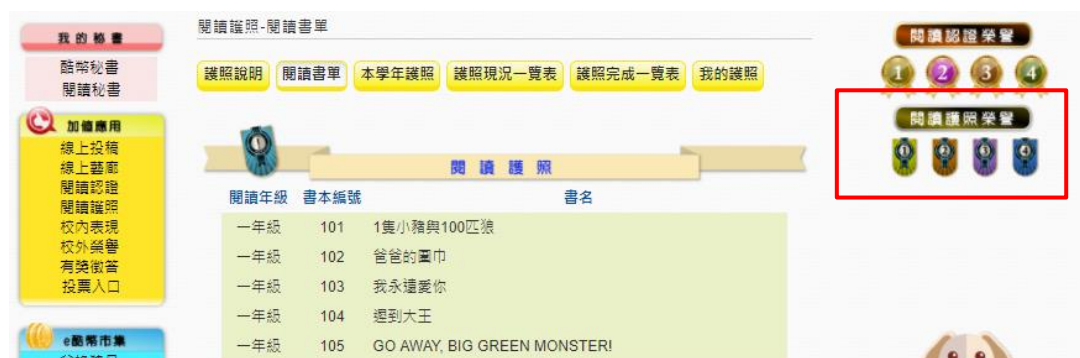 我的秘書
酷幣秘書
閱讀秘書
加值應用
線上投稿
線上藝廊
閱讀認證
閱讀護照
校內表現
校外榮譽
有獎徵答
投票入口
e酷幣市集
閱讀護照-閱讀書單
護照說明 閱讀書單 本學年護照 護照現況一覽表 護照完成一覽表 我的護照
1
閱讀護照
閱讀年級 書本編號 書名
一年級 101 1隻小豬與100匹狼
一年級 102 爸爸的圍巾
一年級 103 我永遠愛你
一年級 104 遲到大王
一年級 105 GO AWAY, BIG GREEN MONSTER!
閱讀認證榮譽
1 2 3 4
閱讀護照榮譽
1 2 3 4